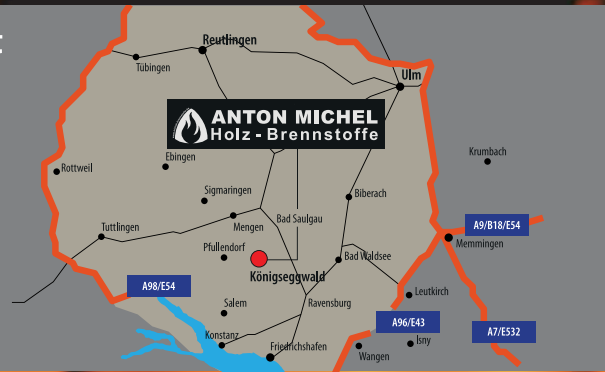 Reutlingen
Tübingen
Ulm
ANTON MICHEL
Holz - Brennstoffe
Krumbach
Ebingen
Rottweil
Sigmaringen
Biberach
Bad Saulgau
Mengen
Tuttlingen
A9/B18/E54
Memmingen
Pfullendorf
Bad Waldsee
Königseggwald
A98/E54
Leutkirch
Salem
Ravensburg
A96/E43
A7/E532
Konstanz
Isny
Friedrichshafen
Wangen